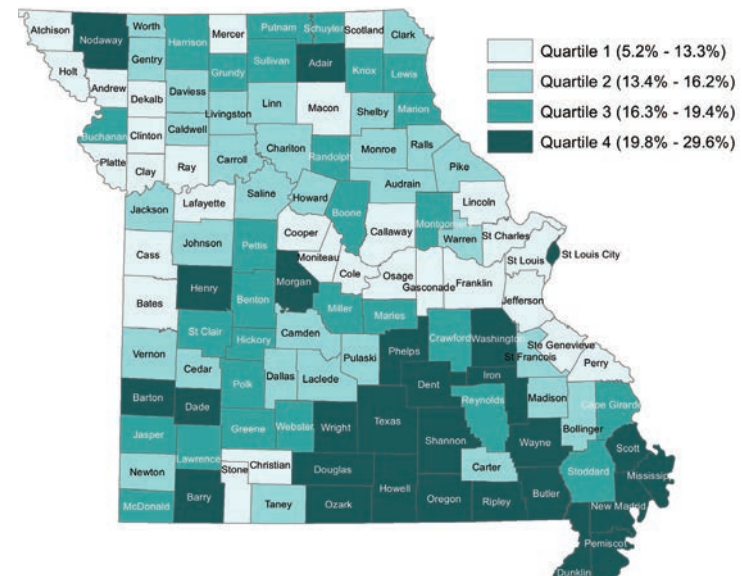 Atchison
Nodaway
Worth
Harrison
Mercer
Putnam
Schuyler
Scotland
Clark
Quartile 1 (5.2% - 13.3%)
Quartile 2 (13.4% - 16.2%)
Quartile 3 (16.3% - 19.4%)
Quartile 4 (19.8% - 29.6%)
Holt
Gentry
Grundy
Sullivan
Adair
Knox
Lewis
Andrew
Dekalb
Daviess
Livingston
Linn
Macon
Shelby
Marion
Buchanan
Clinton
Caldwell
Carroll
Chariton
Randolph
Monroe
Ralls
Pike
Platte
Clay
Ray
Audrain
Jackson
Lafayette
Saline
Howard
Boone
Lincoln
Cass
Johnson
Pettis
Cooper
Callaway
Montgomery
Warren
St Charles
Moniteau
Cole
Osage
Gasconade
Franklin
St Louis
St Louis City
Bates
Henry
Benton
Morgan
Miller
Maries
Jefferson
Vernon
St Clair
Hickory
Camden
Pulaski
Phelps
Crawford
Washington
St Francois
Ste Genevieve
Perry
Cedar
Polk
Dallas
Laclede
Dent
Iron
Madison
Cape Girarde
Barton
Dade
Greene
Webster
Wright
Texas
Shannon
Reynolds
Wayne
Bollinger
Scott
Jasper
Lawrence
Stone
Christian
Douglas
Howell
Carter
Butler
Stoddard
Mississip
Newton
McDonald
Barry
Taney
Ozark
Oregon
Ripley
New Madrid
Pemiscot
Dunklin